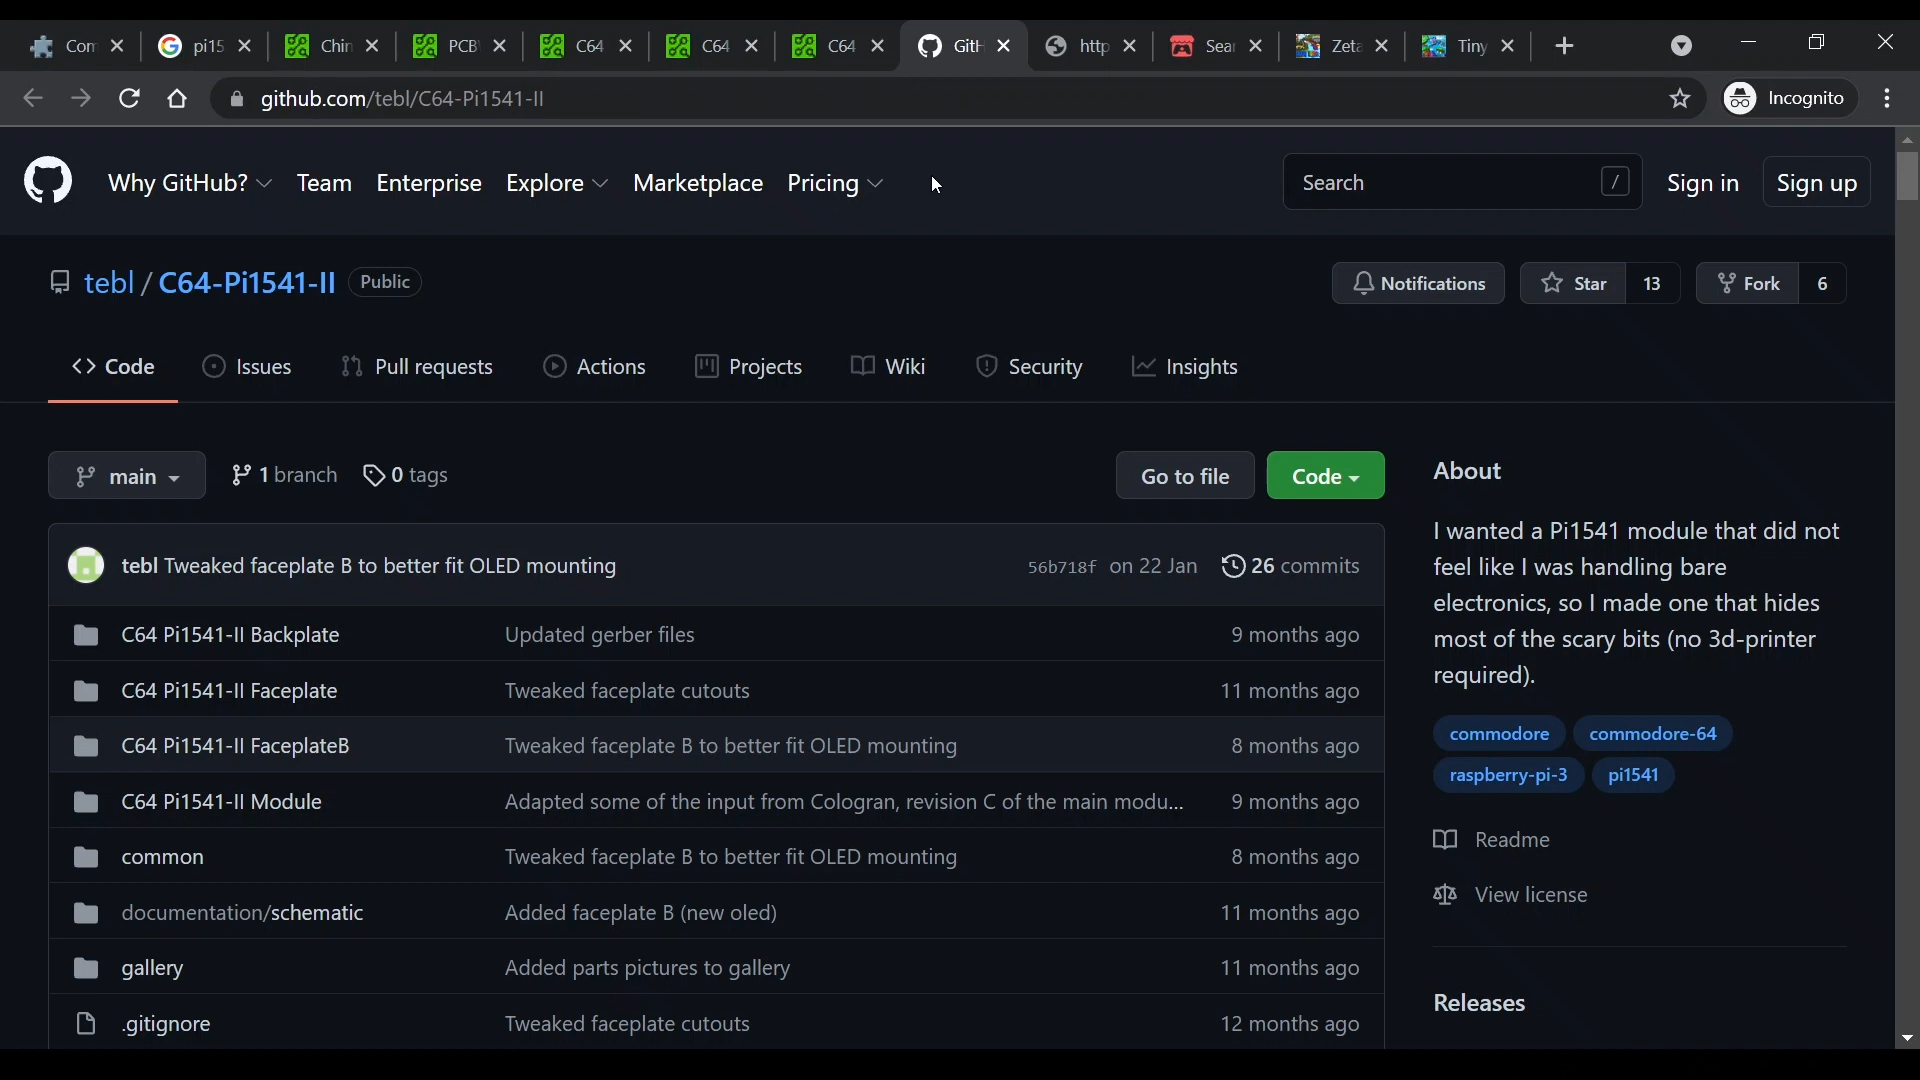 Com
pi15
Chin
PCB
C64
C64
C64
GitH
http
Sear
Zeta
Tiny
github.com/tebl/C64-Pi1541-II
Incognito
Why GitHub? Team Enterprise Explore Marketplace Pricing
Search /
Sign in
Sign up
tebl / C64-Pi1541-II Public
Notifications
Star 13
Fork 6
Code Issues Pull requests Actions Projects Wiki Security Insights
main 1 branch 0 tags
Go to file
Code
tebl Tweaked faceplate B to better fit OLED mounting 56b718f on 22 Jan 26 commits
C64 Pi1541-II Backplate Updated gerber files 9 months ago
C64 Pi1541-II Faceplate Tweaked faceplate cutouts 11 months ago
C64 Pi1541-II FaceplateB Tweaked faceplate B to better fit OLED mounting 8 months ago
C64 Pi1541-II Module Adapted some of the input from Cologran, revision C of the main modu... 9 months ago
common Tweaked faceplate B to better fit OLED mounting 8 months ago
documentation/schematic Added faceplate B (new oled) 11 months ago
gallery Added parts pictures to gallery 11 months ago
.gitignore Tweaked faceplate cutouts 12 months ago
About
I wanted a Pi1541 module that did not
feel like I was handling bare
electronics, so I made one that hides
most of the scary bits (no 3d-printer
required).
commodore commodore-64
raspberry-pi-3 pi1541
Readme
View license
Releases